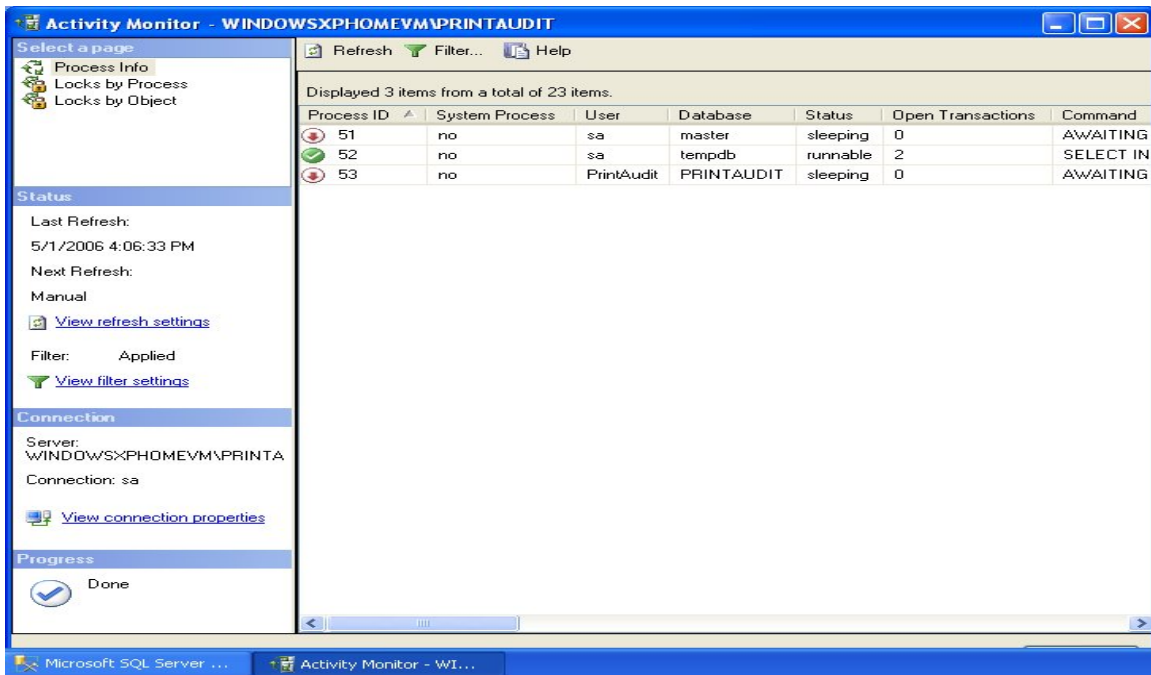 Activity Monitor - WINDOWSXPHOMEVM\PRINTAUDIT
Select a page
Process Info
Locks by Process
Locks by Object
Status
Last Refresh:
5/1/2006 4:06:33 PM
Next Refresh:
Manual
View refresh settings
Filter: Applied
View filter settings
Connection
Server:
WINDOWSXPHOMEVM\PRINTA
Connection: sa
View connection properties
Progress
Done
Refresh Filter... Help
Displayed 3 items from a total of 23 items.
Process ID System Process User Database Status Open Transactions Command
51 no sa master sleeping 0 AWAITING
52 no sa tempdb runnable 2 SELECT IN
53 no PrintAudit PRINTAUDIT sleeping 0 AWAITING
Microsoft SQL Server ... Activity Monitor - WI...